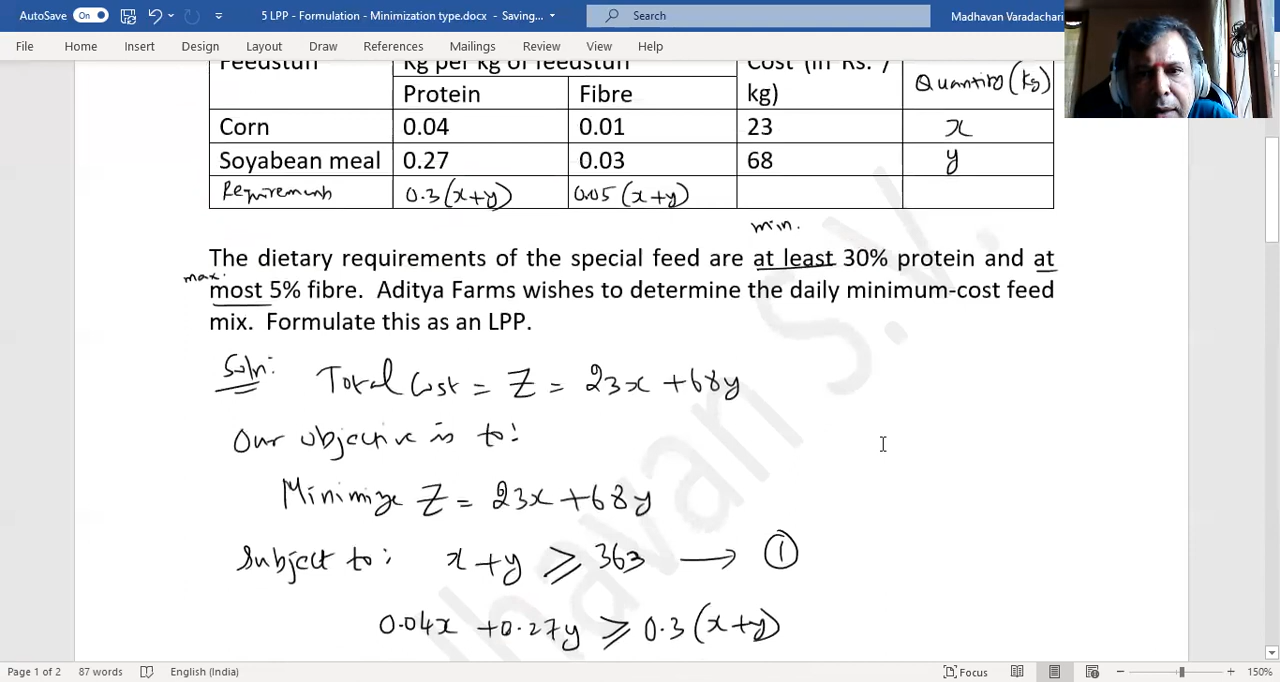 AutoSave On 5 LPP - Formulation - Minimization type.docx - Saving... Search Madhavan Varadachari
File Home Insert Design Layout Draw References Mailings Review View Help
Feedstuff Kg per kg of feedstuff Cost (in Rs. / kg) Quantity (kg)
Protein Fibre
Corn 0.04 0.01 23 x
Soyabean meal 0.27 0.03 68 y
Requirements 0.3(x+y) 0.05(x+y)
min.
The dietary requirements of the special feed are at least 30% protein and at
max.
most 5% fibre. Aditya Farms wishes to determine the daily minimum-cost feed
mix. Formulate this as an LPP.
Soln: Total Cost = Z = 23x + 68y
Our objective is to:
Minimize Z = 23x + 68y
Subject to: x + y ⩾ 363 → ①
0.04x + 0.27y ⩾ 0.3(x+y)
dhavan S.V.
Page 1 of 2 87 words English (India) Focus 150%